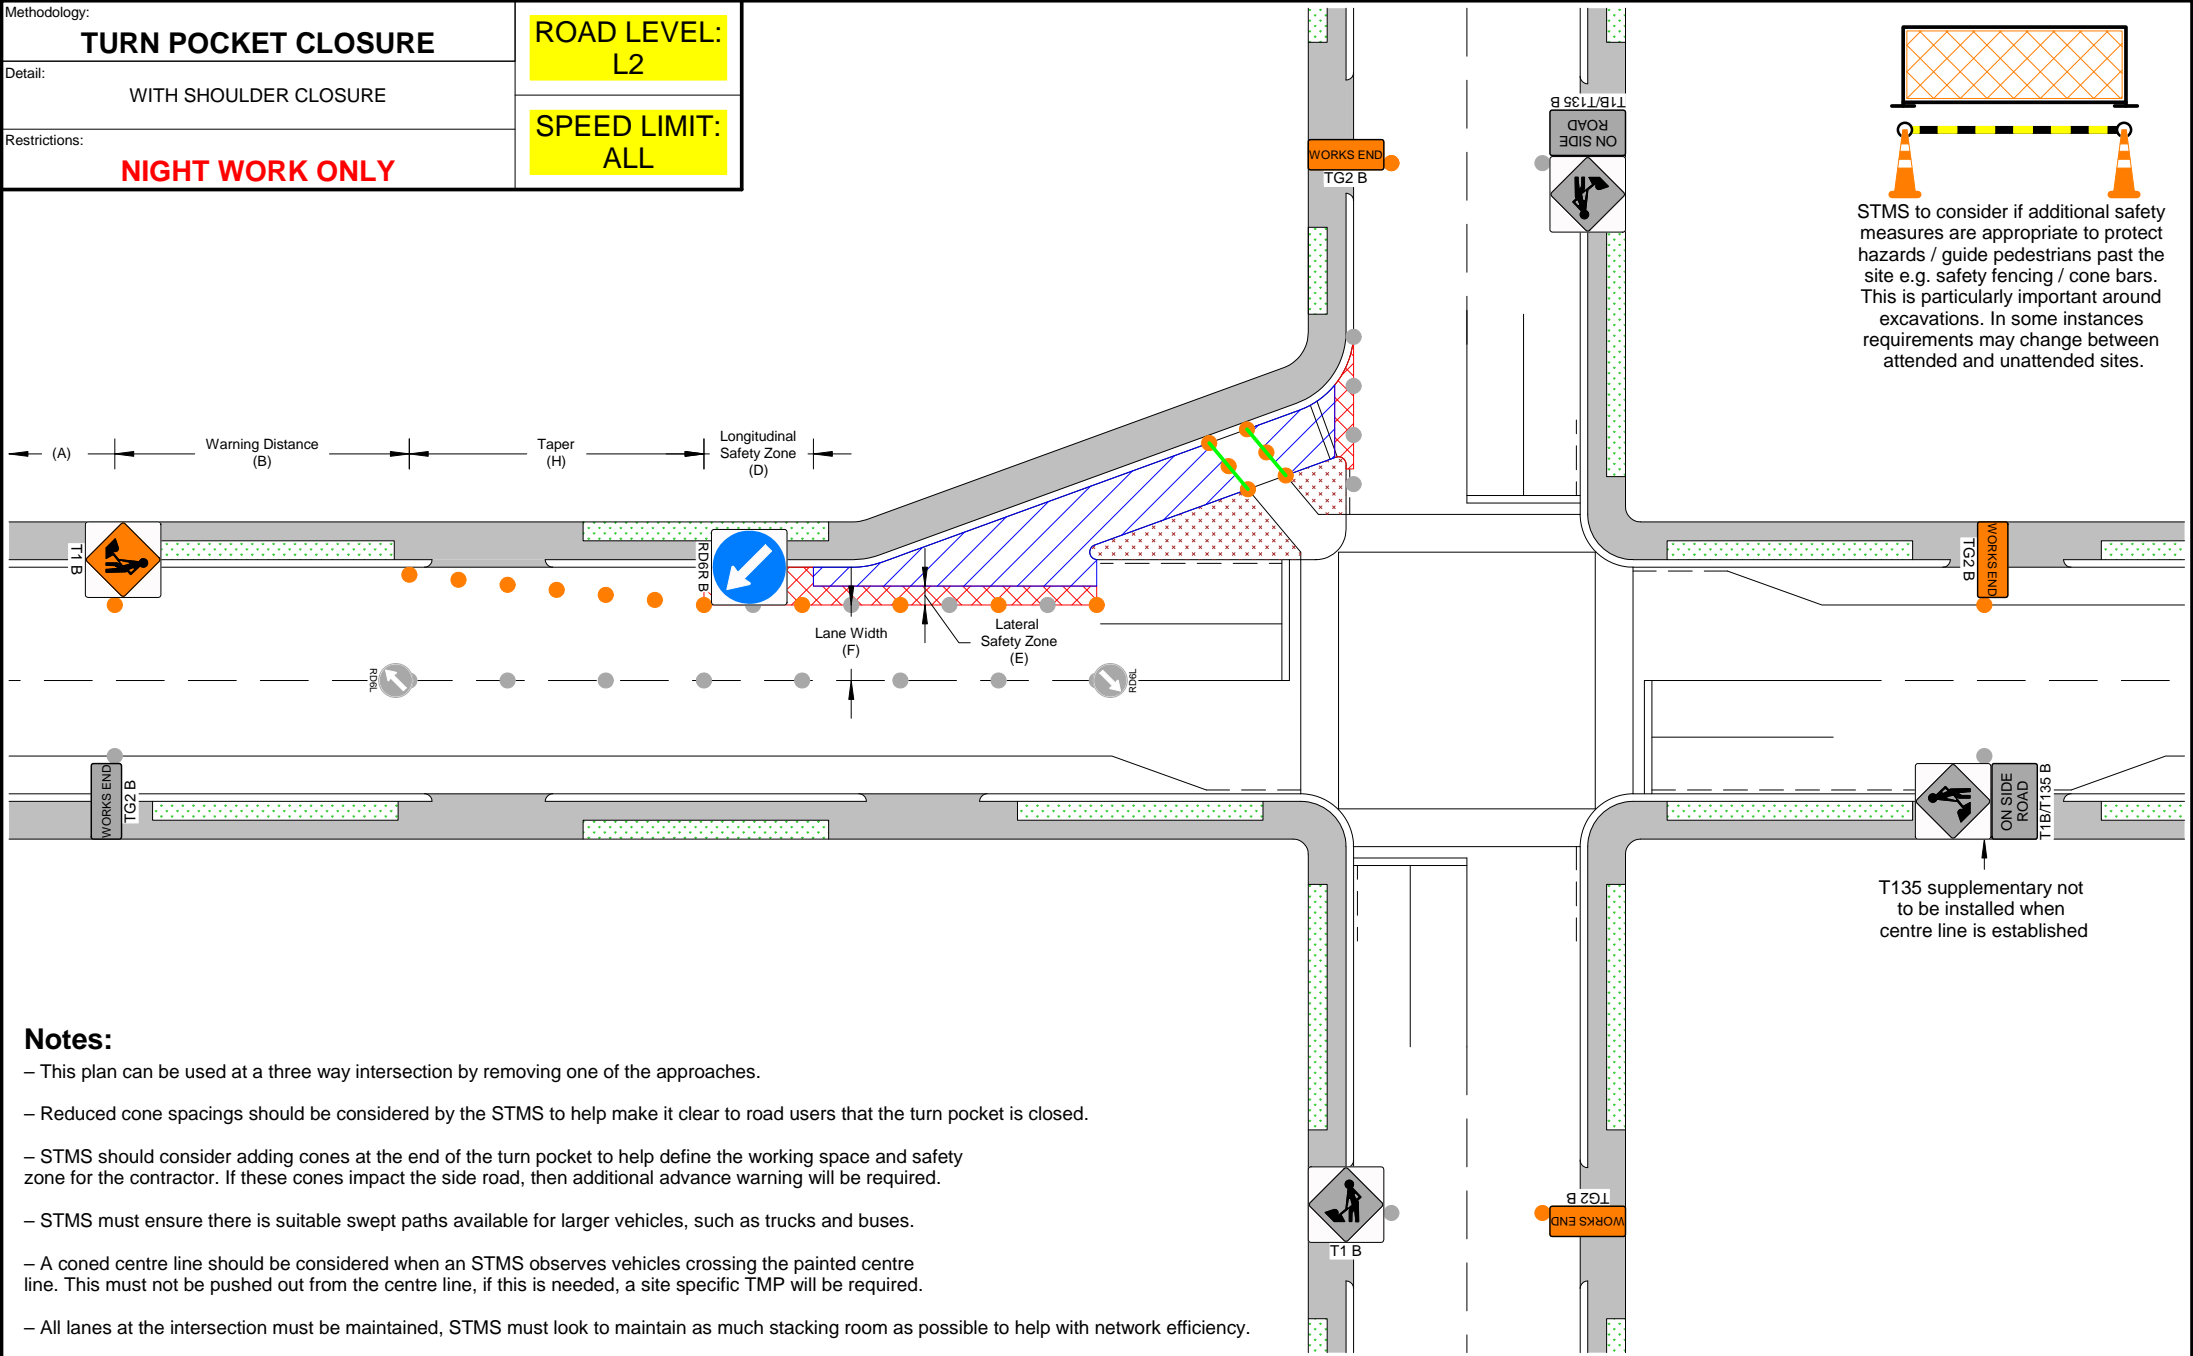 Methodology:
TURN POCKET CLOSURE
Detail:
WITH SHOULDER CLOSURE
Restrictions:
NIGHT WORK ONLY
ROAD LEVEL:
L2
SPEED LIMIT:
ALL
WORKS END
TG2 B
T1B/T135 B
ON SIDE
ROAD
STMS to consider if additional safety
measures are appropriate to protect
hazards / guide pedestrians past the
site e.g. safety fencing / cone bars.
This is particularly important around
excavations. In some instances
requirements may change between
attended and unattended sites.
(A)
Warning Distance
(B)
Taper
(H)
Longitudinal
Safety Zone
(D)
T1 B
RD6R B
Lane Width
(F)
Lateral
Safety Zone
(E)
RD6L
RD6L
WORKS END
TG2 B
WORKS END
TG2 B
ON SIDE
ROAD
T1B/T135 B
T135 supplementary not
to be installed when
centre line is established
T1 B
TG2 B
WORKS END
Notes:
– This plan can be used at a three way intersection by removing one of the approaches.
– Reduced cone spacings should be considered by the STMS to help make it clear to road users that the turn pocket is closed.
– STMS should consider adding cones at the end of the turn pocket to help define the working space and safety
zone for the contractor. If these cones impact the side road, then additional advance warning will be required.
– STMS must ensure there is suitable swept paths available for larger vehicles, such as trucks and buses.
– A coned centre line should be considered when an STMS observes vehicles crossing the painted centre
line. This must not be pushed out from the centre line, if this is needed, a site specific TMP will be required.
– All lanes at the intersection must be maintained, STMS must look to maintain as much stacking room as possible to help with network efficiency.